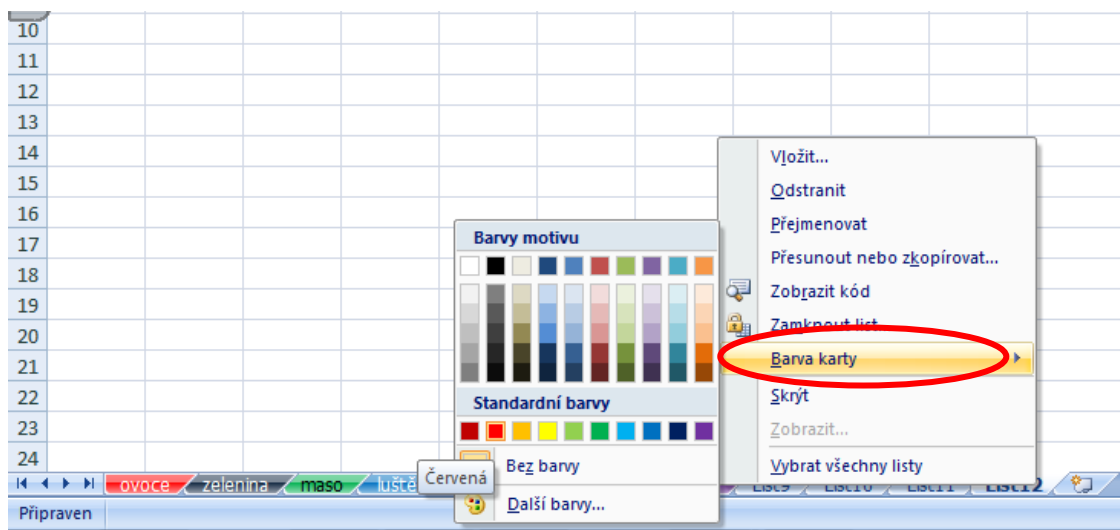 10
11
12
13
14
15
16
17
18
19
20
21
22
23
24
Vložit...
Odstranit
Přejmenovat
Přesunout nebo zkopírovat...
Zobrazit kód
Zamknout list...
Barva karty
Skrýt
Zobrazit...
Vybrat všechny listy
Barvy motivu
Standardní barvy
Bez barvy
Další barvy...
Červená
ovoce zelenina maso luště List9 List10 List11 List12
Připraven